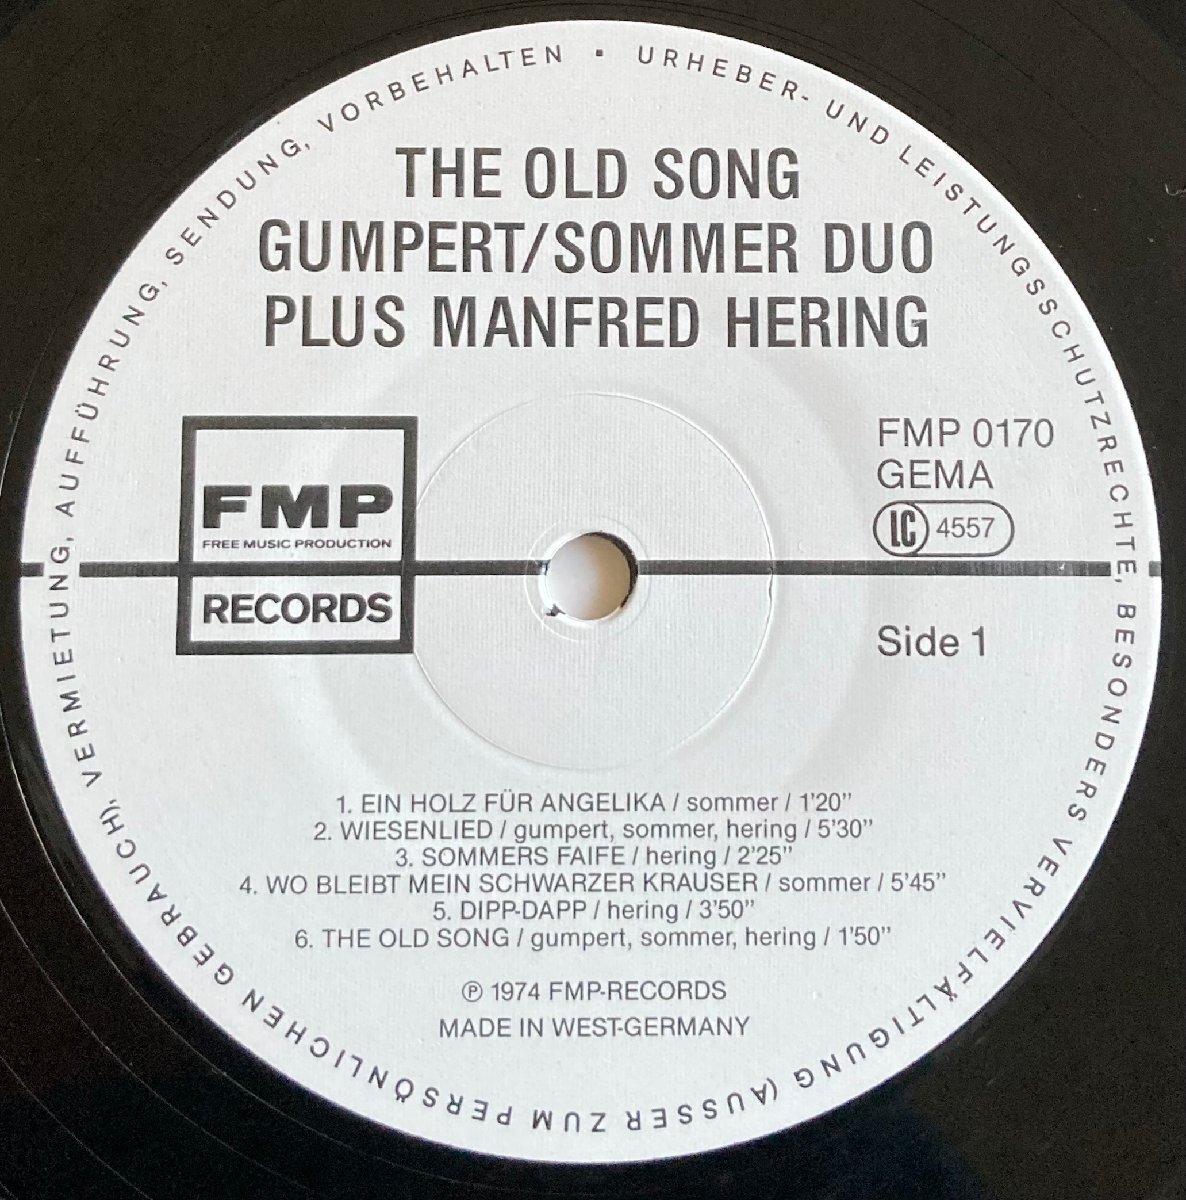 URHEBER- UND LEISTUNGSSCHUTZRECHTE, BESONDERS VERVIELFÄLTIGUNG (AUSSER ZUM PERSÖNLICHEN GEBRAUCH), VERMIETUNG, AUFFÜHRUNG, SENDUNG, VORBEHALTEN •
THE OLD SONG
GUMPERT/SOMMER DUO
PLUS MANFRED HERING
FMP
FREE MUSIC PRODUCTION
RECORDS
FMP 0170
GEMA
LC 4557
Side 1
1. EIN HOLZ FÜR ANGELIKA / sommer / 1'20"
2. WIESENLIED / gumpert, sommer, hering / 5'30"
3. SOMMERS FAIFE / hering / 2'25"
4. WO BLEIBT MEIN SCHWARZER KRAUSER / sommer / 5'45"
5. DIPP-DAPP / hering / 3'50"
6. THE OLD SONG / gumpert, sommer, hering / 1'50"
℗ 1974 FMP-RECORDS
MADE IN WEST-GERMANY